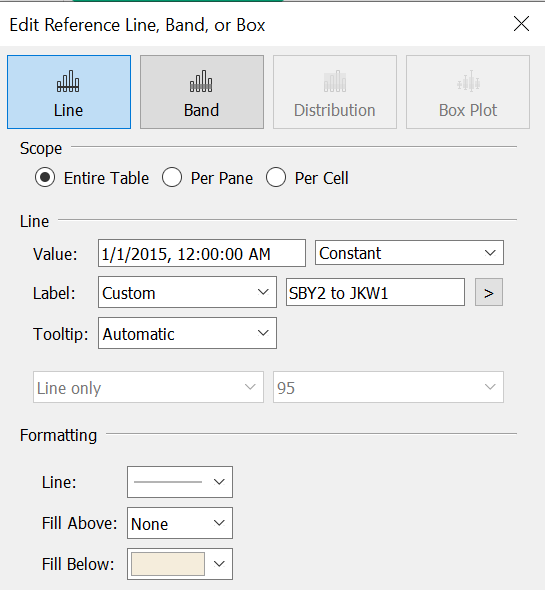 Edit Reference Line, Band, or Box
Line Band Distribution Box Plot
Scope
Entire Table Per Pane Per Cell
Line
Value: 1/1/2015, 12:00:00 AM Constant
Label: Custom SBY2 to JKW1 >
Tooltip: Automatic
Line only 95
Formatting
Line:
Fill Above: None
Fill Below: